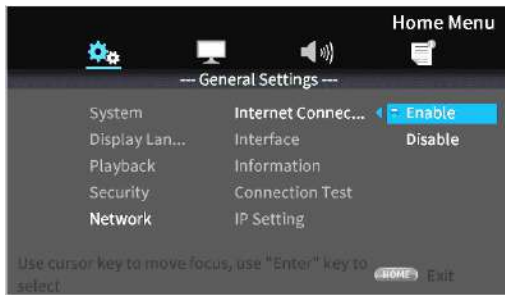 Home Menu
--- General Settings ---
System
Display Lan...
Playback
Security
Network
Internet Connec...
Interface
Information
Connection Test
IP Setting
Enable
Disable
Use cursor key to move focus, use "Enter" key to
select
HOME Exit